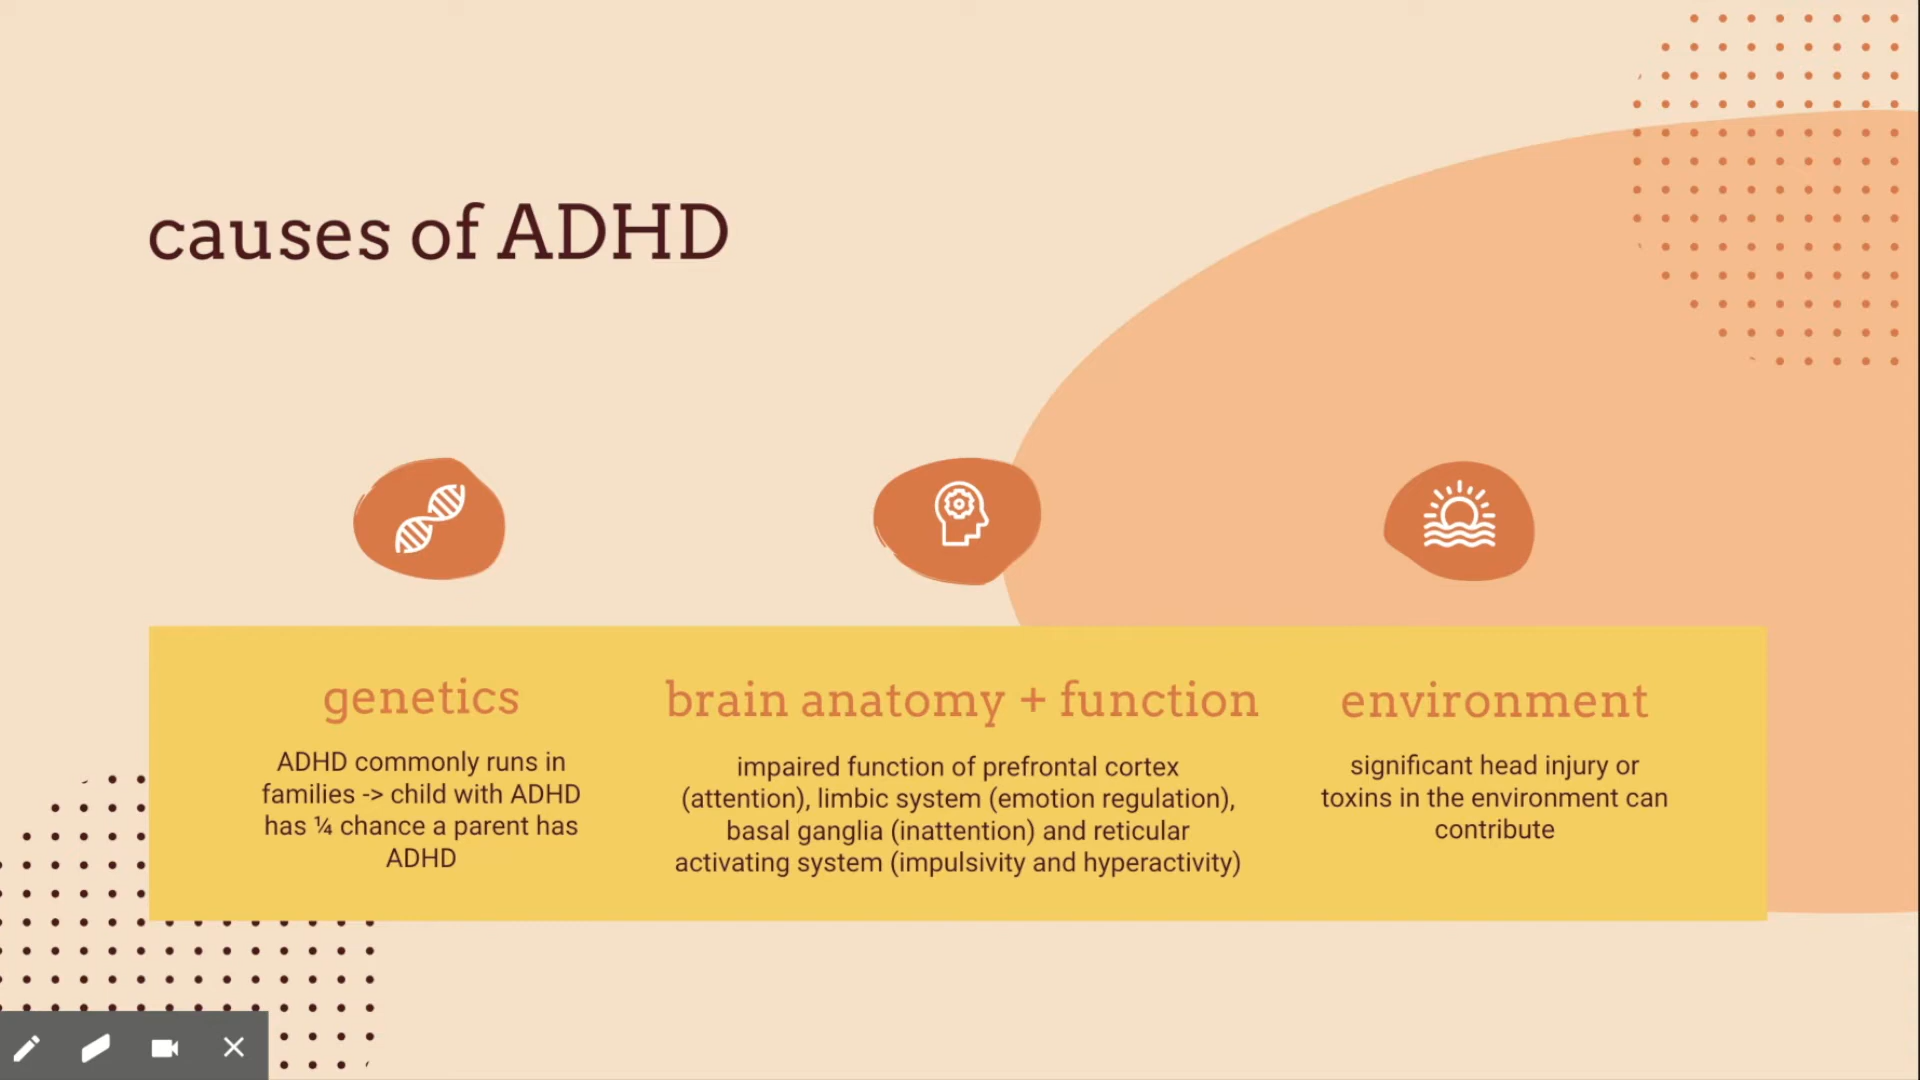 causes of ADHD
genetics
ADHD commonly runs in
families -> child with ADHD
has ¼ chance a parent has
ADHD
brain anatomy + function
impaired function of prefrontal cortex
(attention), limbic system (emotion regulation),
basal ganglia (inattention) and reticular
activating system (impulsivity and hyperactivity)
environment
significant head injury or
toxins in the environment can
contribute